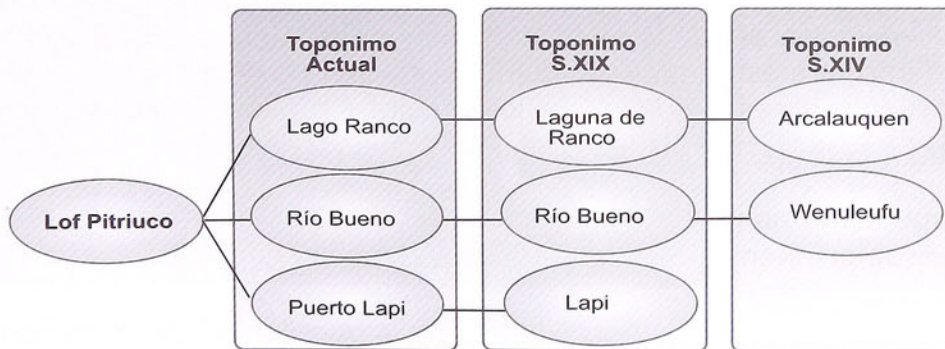 Toponimo
Actual
Toponimo
S.XIX
Toponimo
S.XIV
Lago Ranco
Laguna de
Ranco
Arcalauquen
Lof Pitriuco
Río Bueno
Río Bueno
Wenuleufu
Puerto Lapi
Lapi